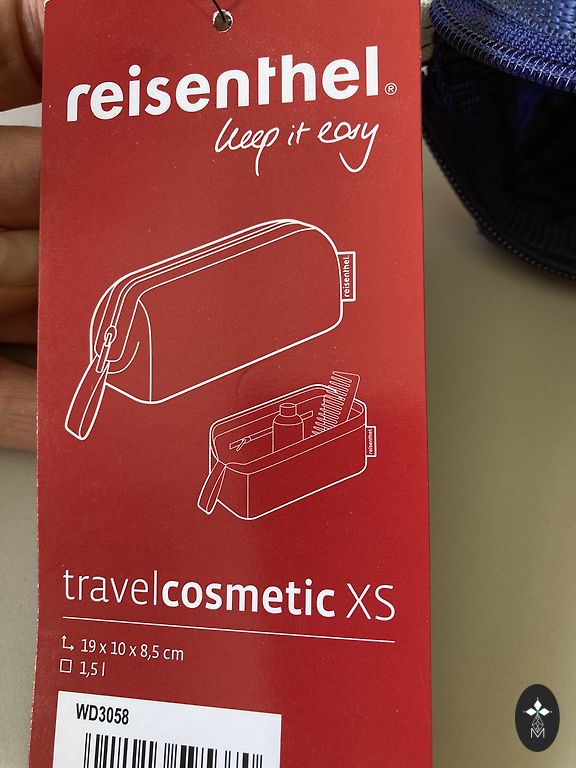 reisenthel®
keep it easy
reisenthel
reisenthel
travelcosmetic XS
19 x 10 x 8,5 cm
1,5 l
WD3058
M